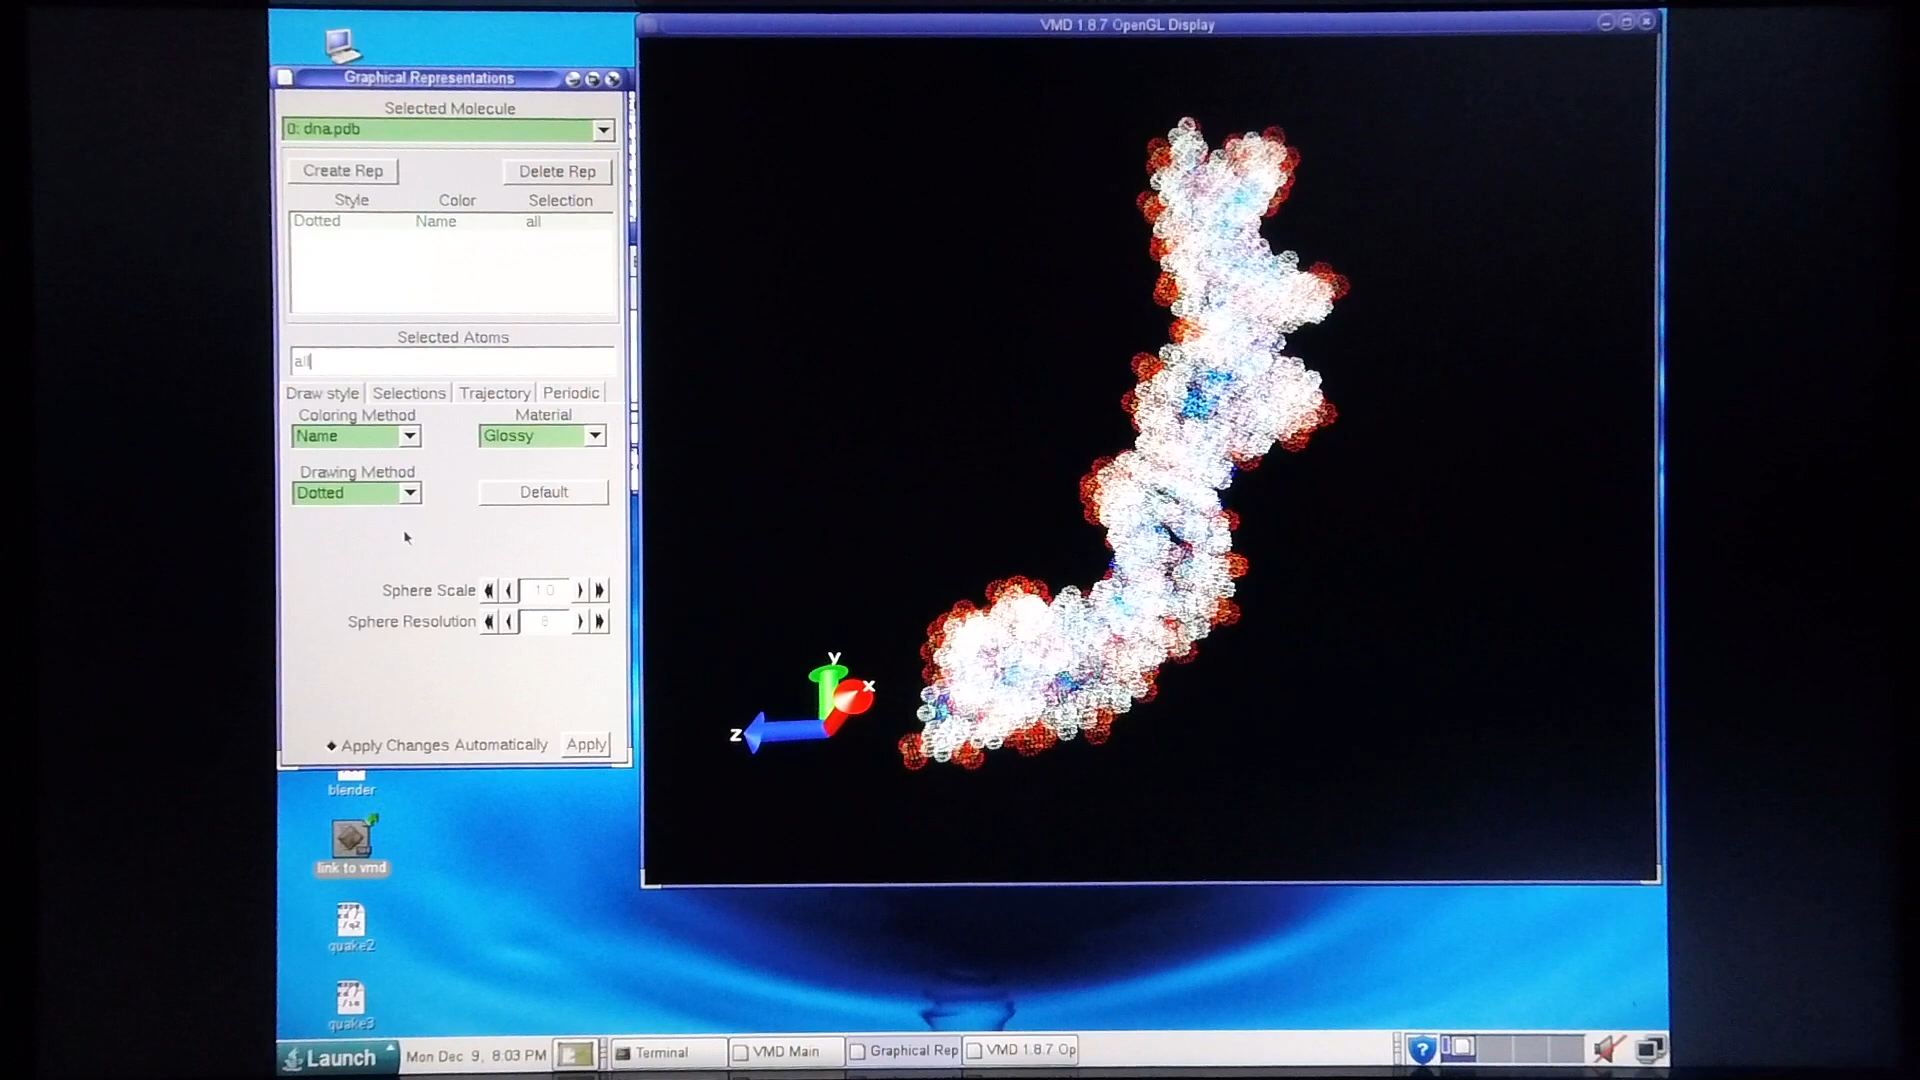 VMD 1.8.7 OpenGL Display
Graphical Representations
Selected Molecule
0: dna.pdb
Create Rep
Delete Rep
Style Color Selection
Dotted Name all
Selected Atoms
all
Draw style Selections Trajectory Periodic
Coloring Method Material
Name Glossy
Drawing Method
Dotted Default
Sphere Scale 1.0
Sphere Resolution 8
Apply Changes Automatically Apply
y
x
z
blender
link to vmd
quake2
quake3
Launch Mon Dec 9, 8:03 PM Terminal VMD Main Graphical Rep VMD 1.8.7 Op